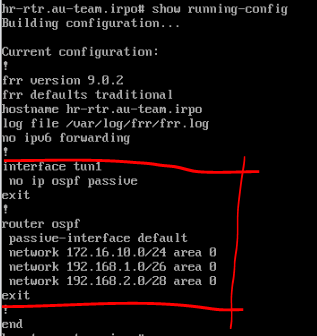 hr-rtr.au-team.irpo# show running-config
Building configuration...
Current configuration:
!
frr version 9.0.2
frr defaults traditional
hostname hr-rtr.au-team.irpo
log file /var/log/frr/frr.log
no ipv6 forwarding
!
interface tun1
no ip ospf passive
exit
!
router ospf
passive-interface default
network 172.16.10.0/24 area 0
network 192.168.1.0/26 area 0
network 192.168.2.0/28 area 0
exit
!
end